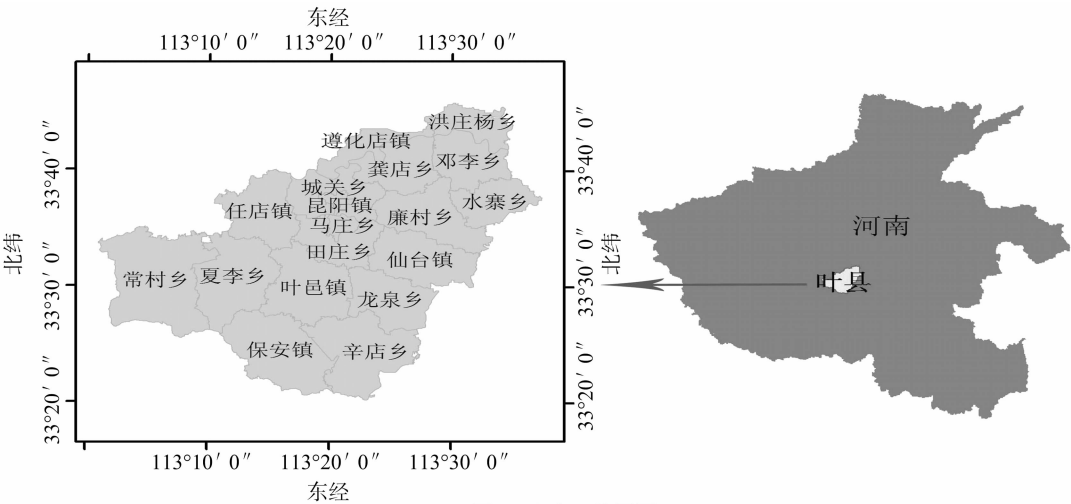 东经
113°10′ 0″ 113°20′ 0″ 113°30′ 0″
北纬
33°40′ 0″
33°30′ 0″
33°20′ 0″
洪庄杨乡
遵化店镇
邓李乡
龚店乡
城关乡
水寨乡
昆阳镇
任店镇
廉村乡
马庄乡
田庄乡
仙台镇
常村乡
夏李乡
叶邑镇
龙泉乡
保安镇
辛店乡
33°40′ 0″
33°30′ 0″
33°20′ 0″
北纬
113°10′ 0″ 113°20′ 0″ 113°30′ 0″
东经
河南
叶县